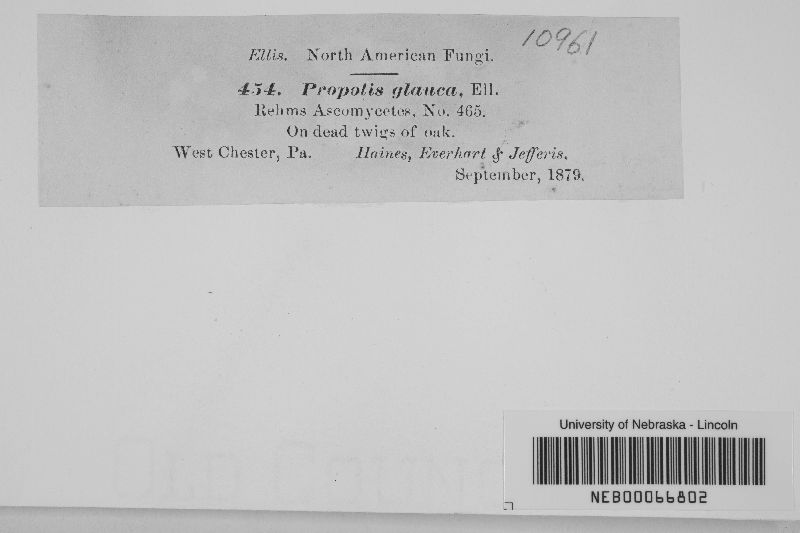 10961
Ellis. North American Fungi.
454. Propolis glauca, Ell.
Rehms Ascomycetes, No. 465.
On dead twigs of oak.
West Chester, Pa. Haines, Everhart & Jefferis.
September, 1879.
University of Nebraska - Lincoln
NEB00066802